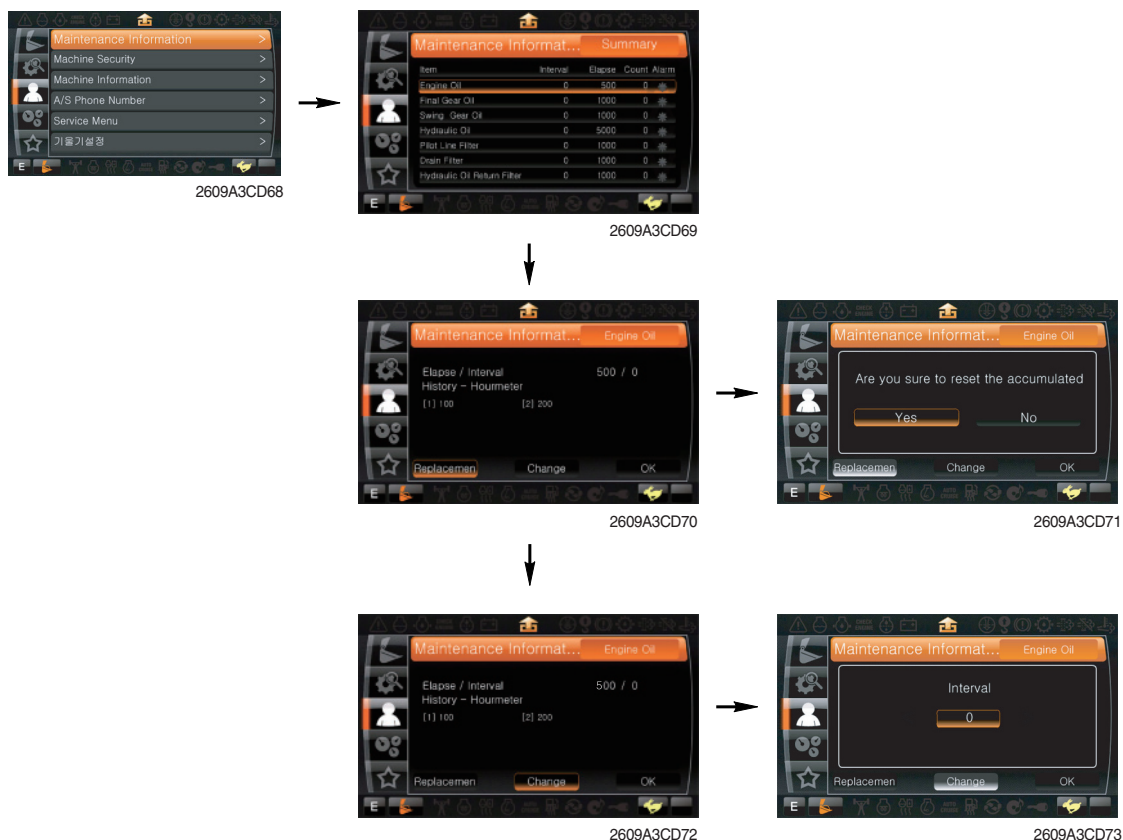 Maintenance Information >
Machine Security >
Machine Information >
A/S Phone Number >
Service Menu >
기울기설정 >
E
2609A3CD68
Maintenance Informat... Summary
Item Interval Elapse Count Alarm
Engine Oil 0 500 0
Final Gear Oil 0 1000 0
Swing Gear Oil 0 1000 0
Hydraulic Oil 0 5000 0
Pilot Line Filter 0 1000 0
Drain Filter 0 1000 0
Hydraulic Oil Return Filter 0 1000 0
E
2609A3CD69
Maintenance Informat... Engine Oil
Elapse / Interval 500 / 0
History - Hourmeter
[1] 100 [2] 200
Replacemen Change OK
E
2609A3CD70
Maintenance Informat... Engine Oil
Are you sure to reset the accumulated
Yes No
Replacemen Change OK
E
2609A3CD71
Maintenance Informat... Engine Oil
Elapse / Interval 500 / 0
History - Hourmeter
[1] 100 [2] 200
Replacemen Change OK
E
2609A3CD72
Maintenance Informat... Engine Oil
Interval
0
Replacemen Change OK
E
2609A3CD73